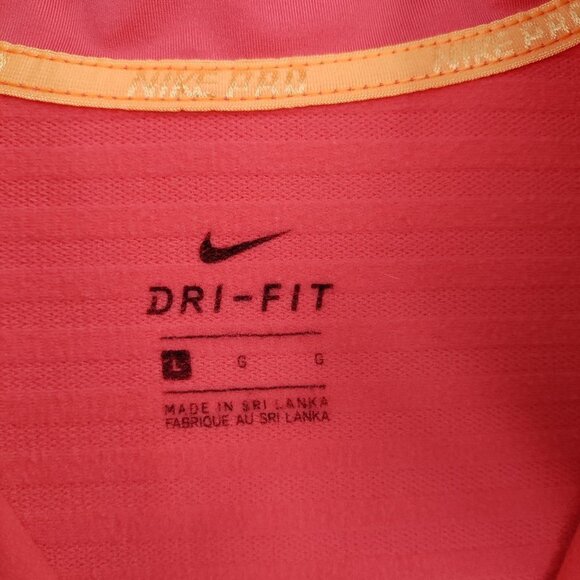 NIKE PRO NIKE PRO
DRI-FIT
L G G
MADE IN SRI LANKA
FABRIQUE AU SRI LANKA